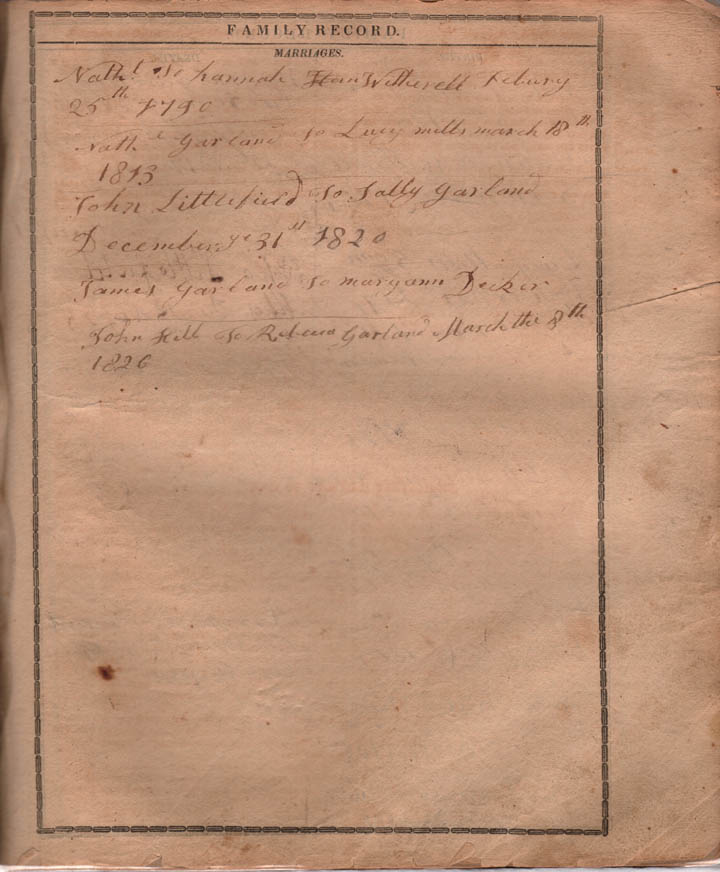 FAMILY RECORD.
MARRIAGES.
Nathl. To hannah Witherell Febury
25th 1790
Nathl Garland To Lucy mills march 18th
1813
John Littlefield To Sally Garland
December ye 31st 1820
James Garland To maryann Decker
John Hill To Rebeca Garland March the 8th
1826